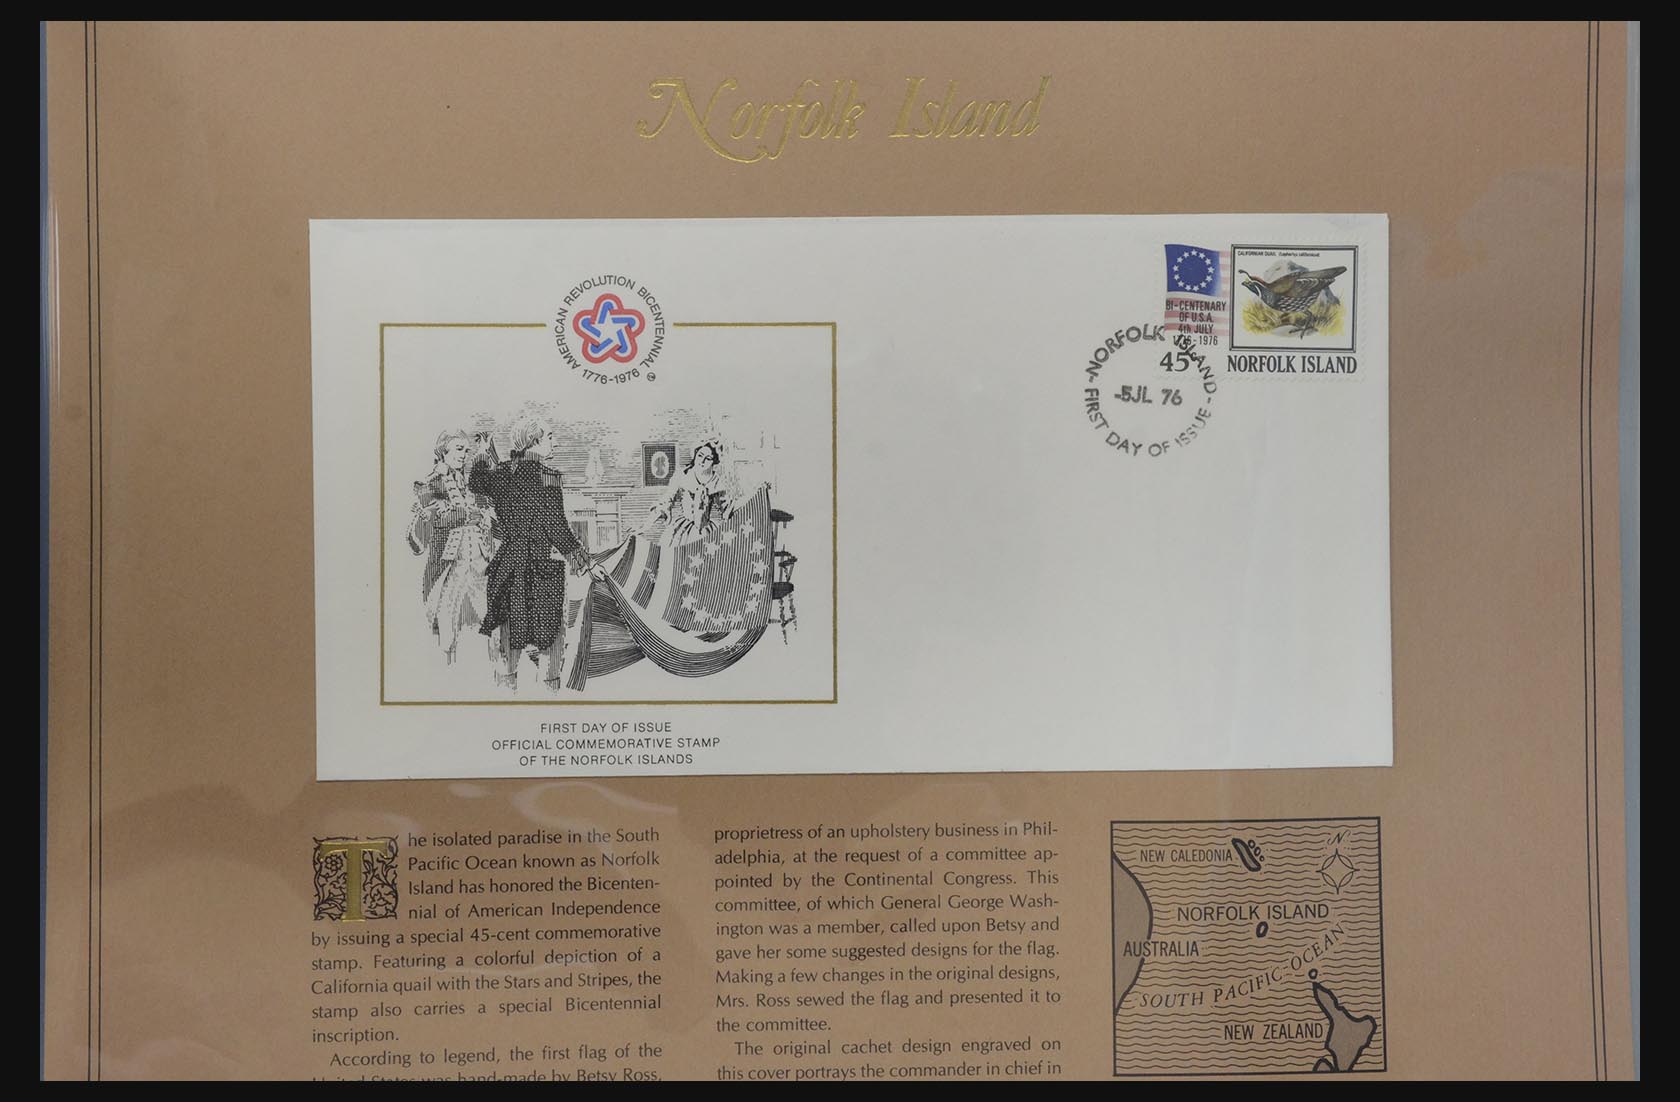 Norfolk Island
AMERICAN REVOLUTION BICENTENNIAL
1776-1976
CALIFORNIAN QUAIL
BI-CENTENARY
OF U.S.A.
4th JULY
1776-1976
45c
NORFOLK ISLAND
NORFOLK ISLAND
-5JL 76
FIRST DAY OF ISSUE
FIRST DAY OF ISSUE
OFFICIAL COMMEMORATIVE STAMP
OF THE NORFOLK ISLANDS
The isolated paradise in the South
Pacific Ocean known as Norfolk
Island has honored the Bicenten-
nial of American Independence
by issuing a special 45-cent commemorative
stamp. Featuring a colorful depiction of a
California quail with the Stars and Stripes, the
stamp also carries a special Bicentennial
inscription.
According to legend, the first flag of the
United States was hand-made by Betsy Ross,
proprietress of an upholstery business in Phil-
adelphia, at the request of a committee ap-
pointed by the Continental Congress. This
committee, of which General George Wash-
ington was a member, called upon Betsy and
gave her some suggested designs for the flag.
Making a few changes in the original designs,
Mrs. Ross sewed the flag and presented it to
the committee.
The original cachet design engraved on
this cover portrays the commander in chief in
N
NEW CALEDONIA
NORFOLK ISLAND
AUSTRALIA
SOUTH PACIFIC OCEAN
NEW ZEALAND